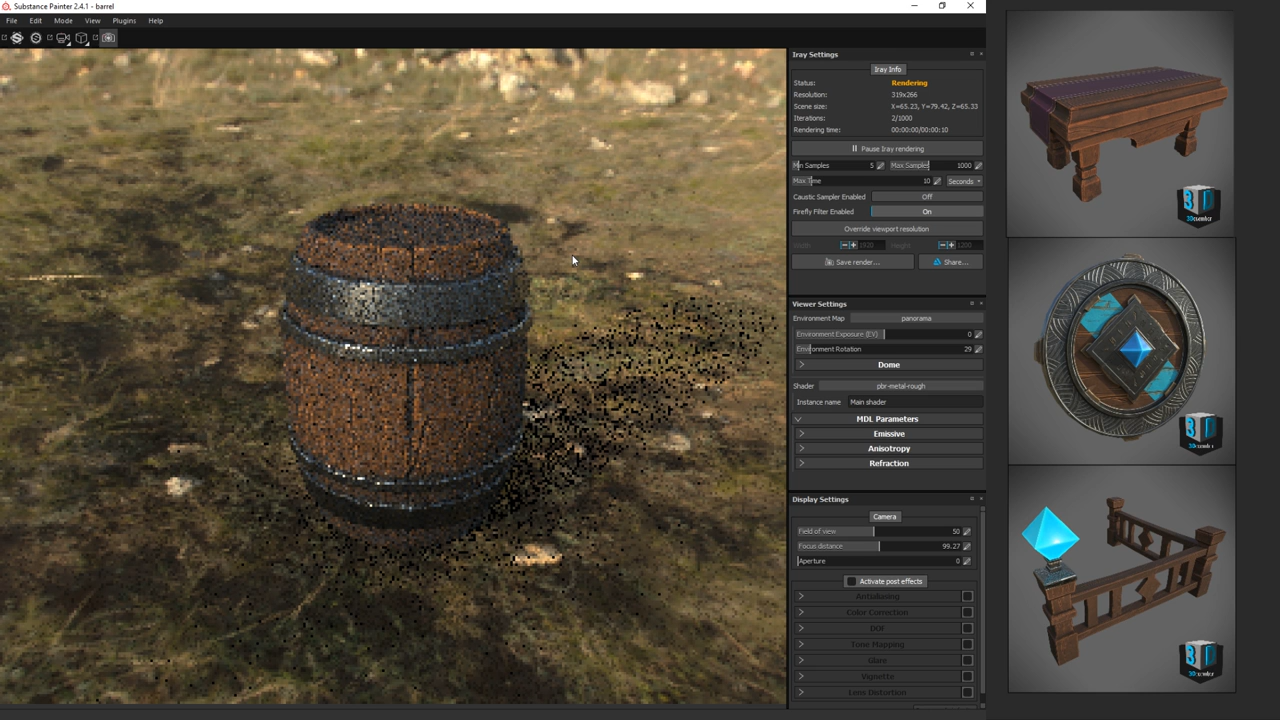 Substance Painter 2.4.1 - barrel
File Edit Mode View Plugins Help
Iray Settings
Iray Info
Status: Rendering
Resolution: 319x266
Scene size: X=65.23, Y=79.42, Z=65.33
Iterations: 2/1000
Rendering time: 00:00:00/00:00:10
Pause Iray rendering
Min Samples 5 Max Samples 1000
Max Time 10 Seconds
Caustic Sampler Enabled Off
Firefly Filter Enabled On
Override viewport resolution
Width 1920 Height 1200
Save render... Share...
Viewer Settings
Environment Map panorama
Environment Exposure (EV) 0
Environment Rotation 29
Dome
Shader pbr-metal-rough
Instance name Main shader
MDL Parameters
Emissive
Anisotropy
Refraction
Display Settings
Camera
Field of view 50
Focus distance 99.27
Aperture 0
Activate post effects
Antialiasing
Color Correction
DOF
Tone Mapping
Glare
Vignette
Lens Distortion